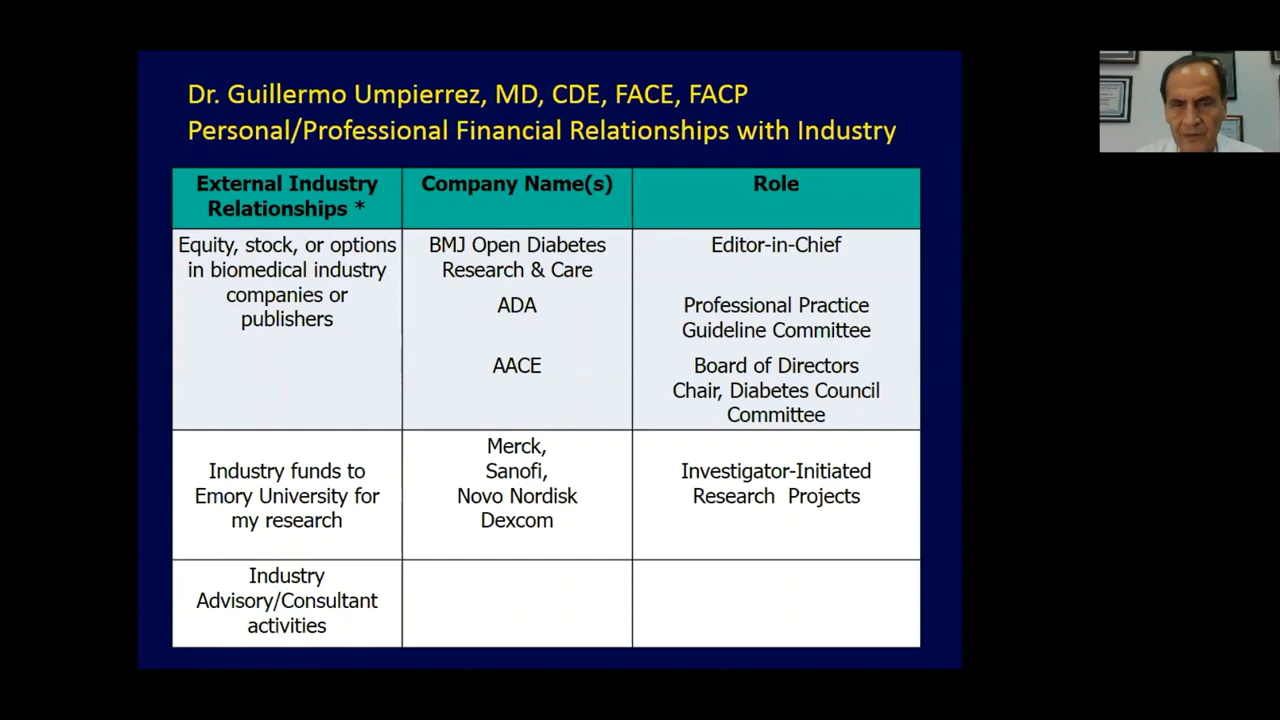 Dr. Guillermo Umpierrez, MD, CDE, FACE, FACP
Personal/Professional Financial Relationships with Industry
External Industry
Relationships *
Company Name(s)
Role
Equity, stock, or options
in biomedical industry
companies or
publishers
BMJ Open Diabetes
Research & Care
Editor-in-Chief
ADA
Professional Practice
Guideline Committee
AACE
Board of Directors
Chair, Diabetes Council
Committee
Industry funds to
Emory University for
my research
Merck,
Sanofi,
Novo Nordisk
Dexcom
Investigator-Initiated
Research Projects
Industry
Advisory/Consultant
activities